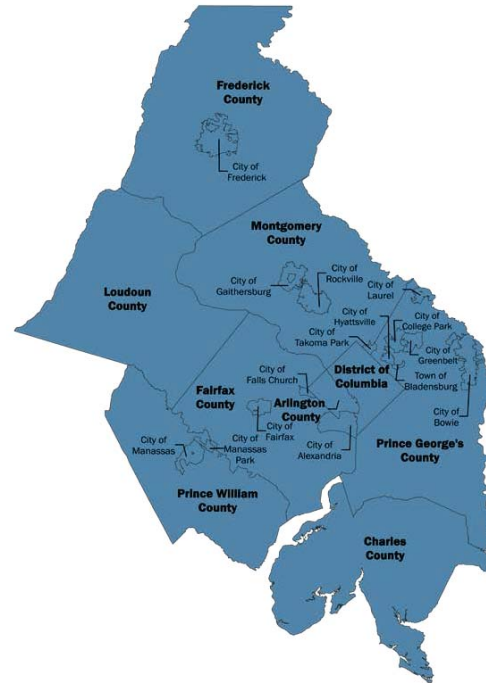 Frederick
County
City of
Frederick
Montgomery
County
City of
Rockville
City of
Gaithersburg
City of
Laurel
Loudoun
County
City of
Hyattsville
City of
College Park
City of
Takoma Park
City of
Greenbelt
City of
Falls Church
District of
Columbia
Town of
Bladensburg
Fairfax
County
Arlington
County
City of
Bowie
City of
Fairfax
City of
Manassas
City of
Manassas
Park
City of
Alexandria
Prince George's
County
Prince William
County
Charles
County